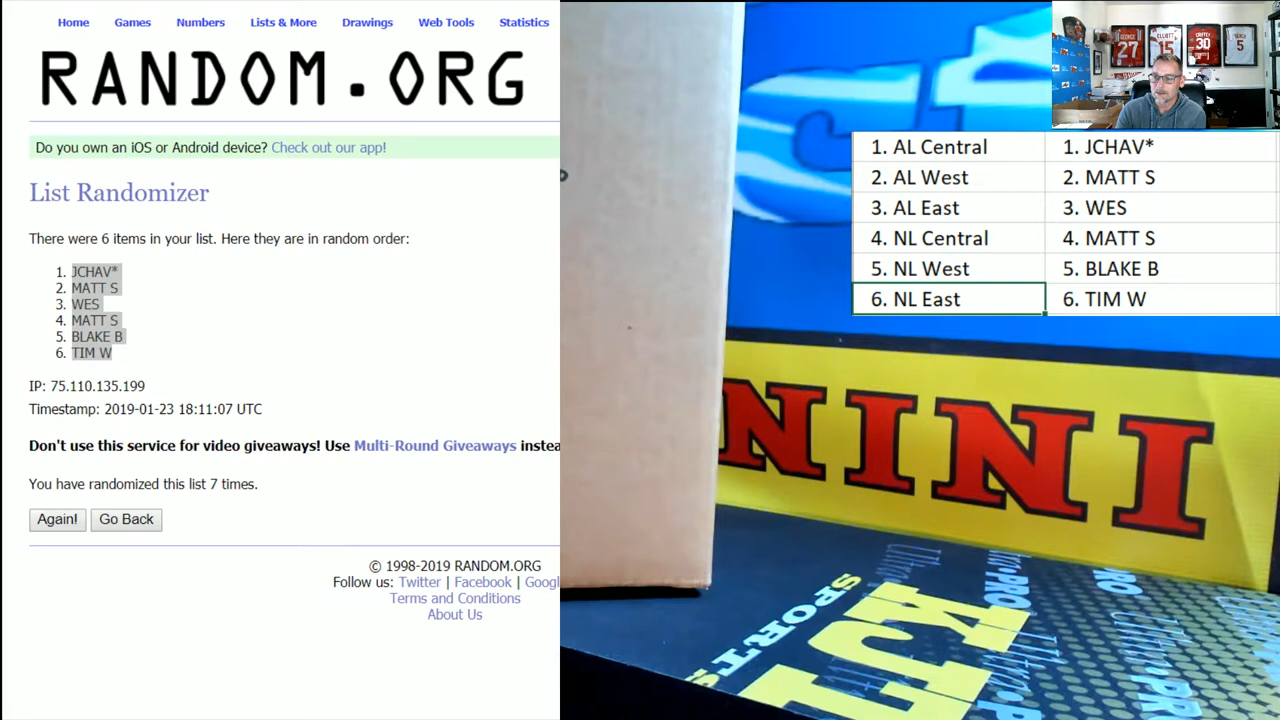 Home Games Numbers Lists & More Drawings Web Tools Statistics
RANDOM.ORG
Do you own an iOS or Android device? Check out our app!
List Randomizer
There were 6 items in your list. Here they are in random order:
1. JCHAV*
2. MATT S
3. WES
4. MATT S
5. BLAKE B
6. TIM W
IP: 75.110.135.199
Timestamp: 2019-01-23 18:11:07 UTC
Don't use this service for video giveaways! Use Multi-Round Giveaways instea
You have randomized this list 7 times.
Again! Go Back
© 1998-2019 RANDOM.ORG
Follow us: Twitter | Facebook | Googl
Terms and Conditions
About Us
1. AL Central 1. JCHAV*
2. AL West 2. MATT S
3. AL East 3. WES
4. NL Central 4. MATT S
5. NL West 5. BLAKE B
6. NL East 6. TIM W
GEORGE 27
ELLIOTT 15
GRIFFEY 30
5
NINI
SPORTS
KJT
Ultra PRO